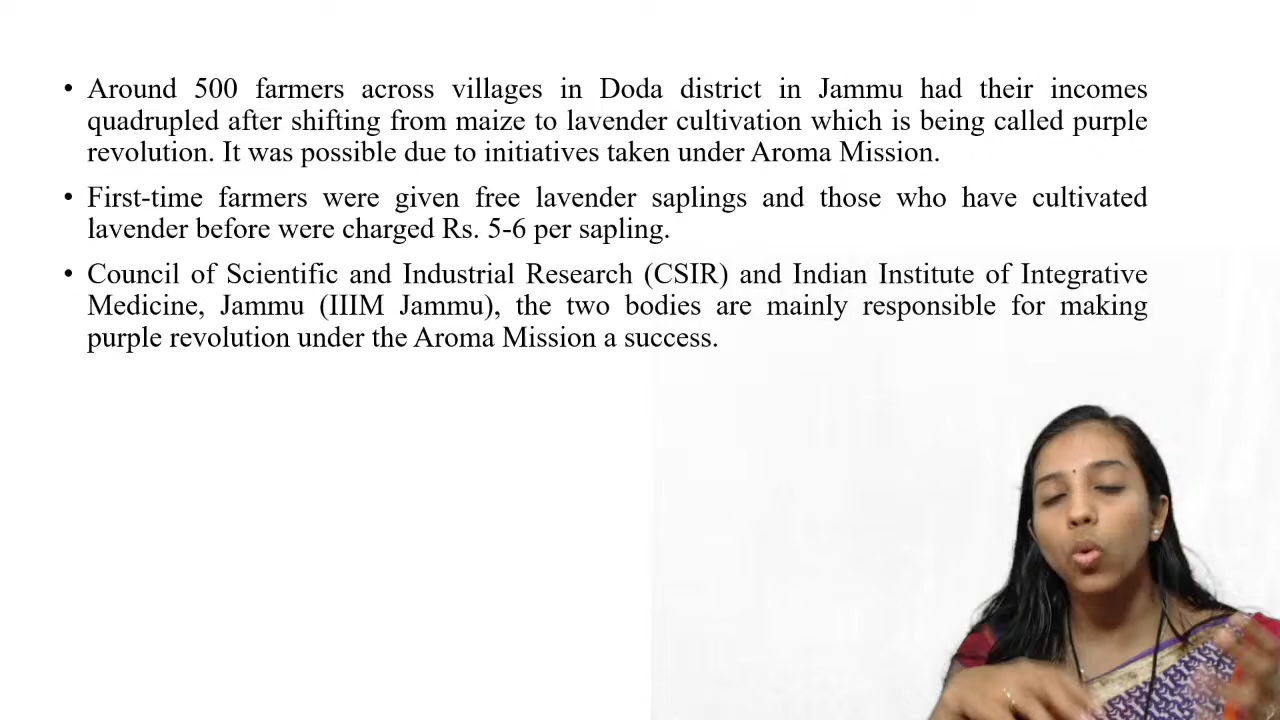 • Around 500 farmers across villages in Doda district in Jammu had their incomes
quadrupled after shifting from maize to lavender cultivation which is being called purple
revolution. It was possible due to initiatives taken under Aroma Mission.
• First-time farmers were given free lavender saplings and those who have cultivated
lavender before were charged Rs. 5-6 per sapling.
• Council of Scientific and Industrial Research (CSIR) and Indian Institute of Integrative
Medicine, Jammu (IIIM Jammu), the two bodies are mainly responsible for making
purple revolution under the Aroma Mission a success.